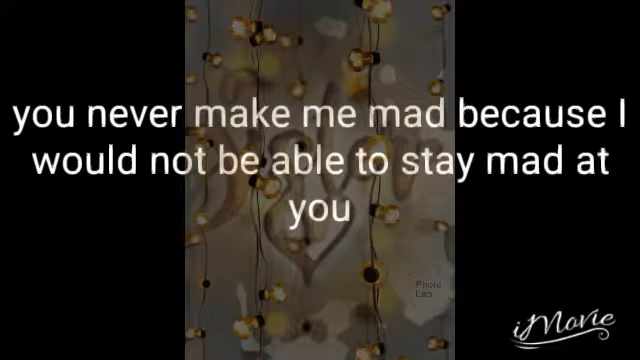 you never make me mad because I
would not be able to stay mad at
you
Photo
Lab
iMovie